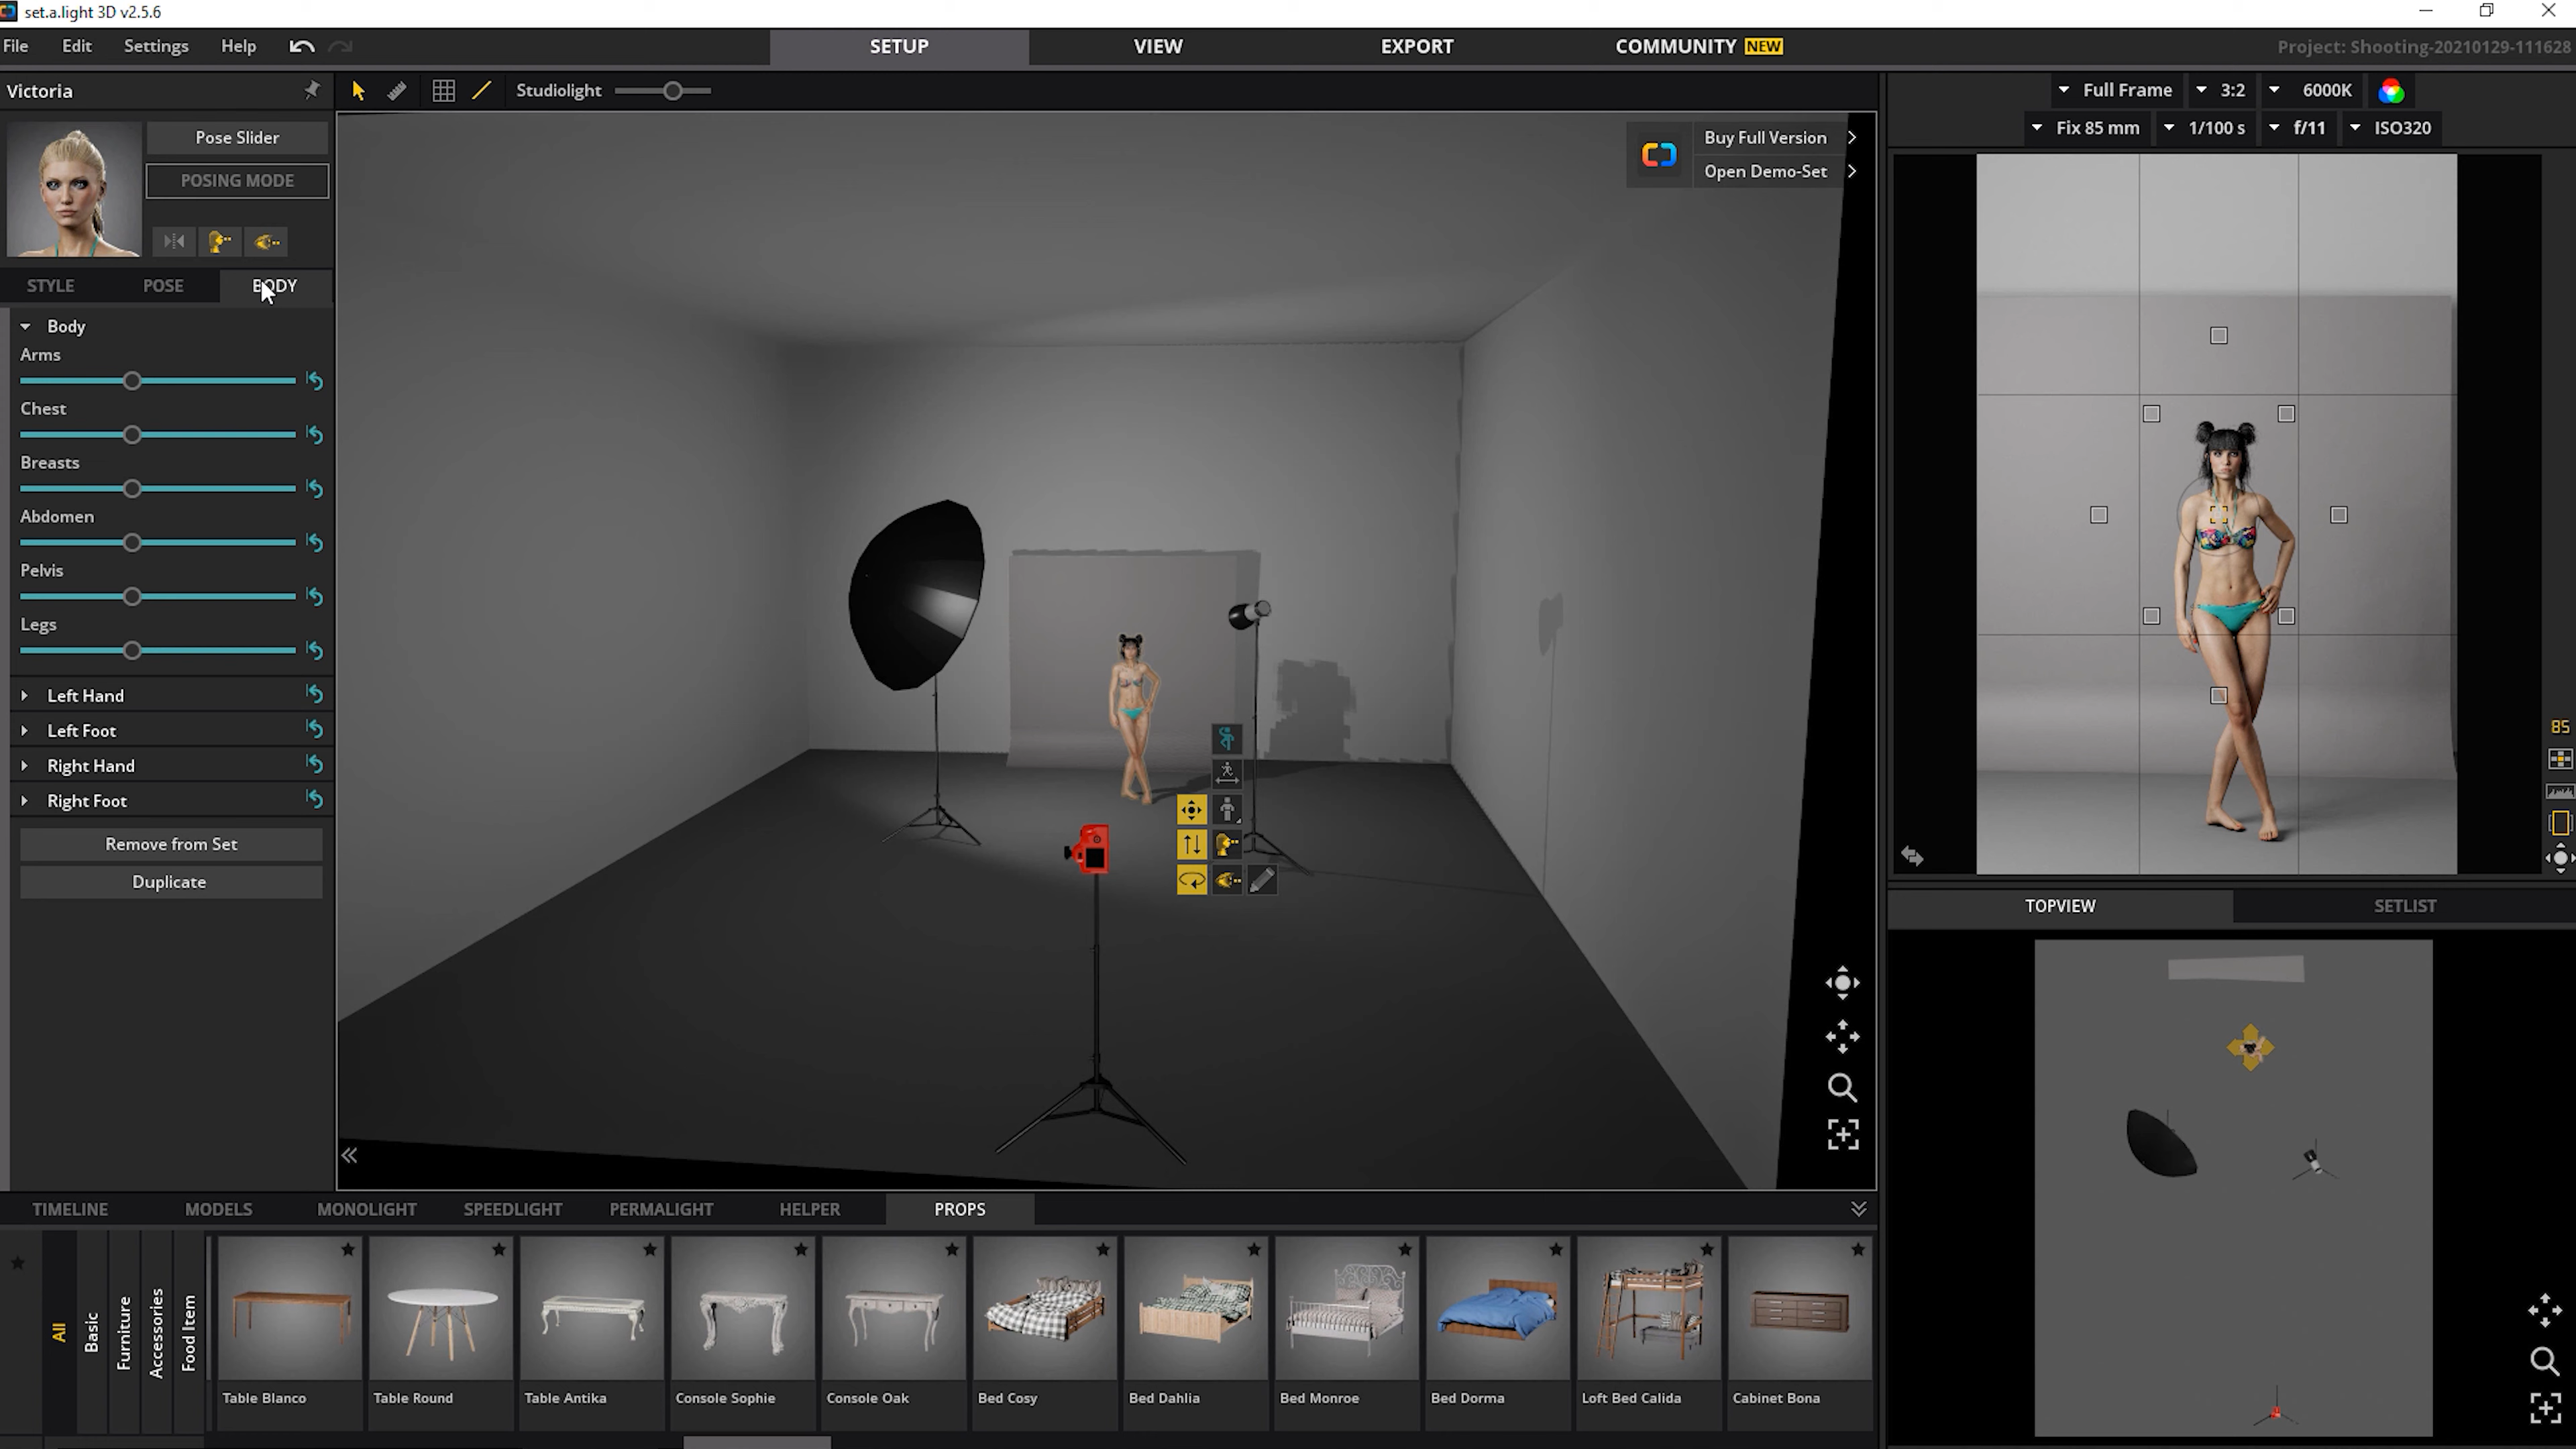 set.a.light 3D v2.5.6
File Edit Settings Help
SETUP VIEW EXPORT COMMUNITY NEW
Project: Shooting-20210129-111628
Victoria
Studiolight
Full Frame 3:2 6000K
Fix 85 mm 1/100 s f/11 ISO320
Pose Slider
POSING MODE
Buy Full Version
Open Demo-Set
STYLE POSE BODY
Body
Arms
Chest
Breasts
Abdomen
Pelvis
Legs
Left Hand
Left Foot
Right Hand
Right Foot
Remove from Set
Duplicate
85
TOPVIEW SETLIST
TIMELINE MODELS MONOLIGHT SPEEDLIGHT PERMALIGHT HELPER PROPS
All
Basic
Furniture
Accessories
Food Item
Table Blanco
Table Round
Table Antika
Console Sophie
Console Oak
Bed Cosy
Bed Dahlia
Bed Monroe
Bed Dorma
Loft Bed Calida
Cabinet Bona